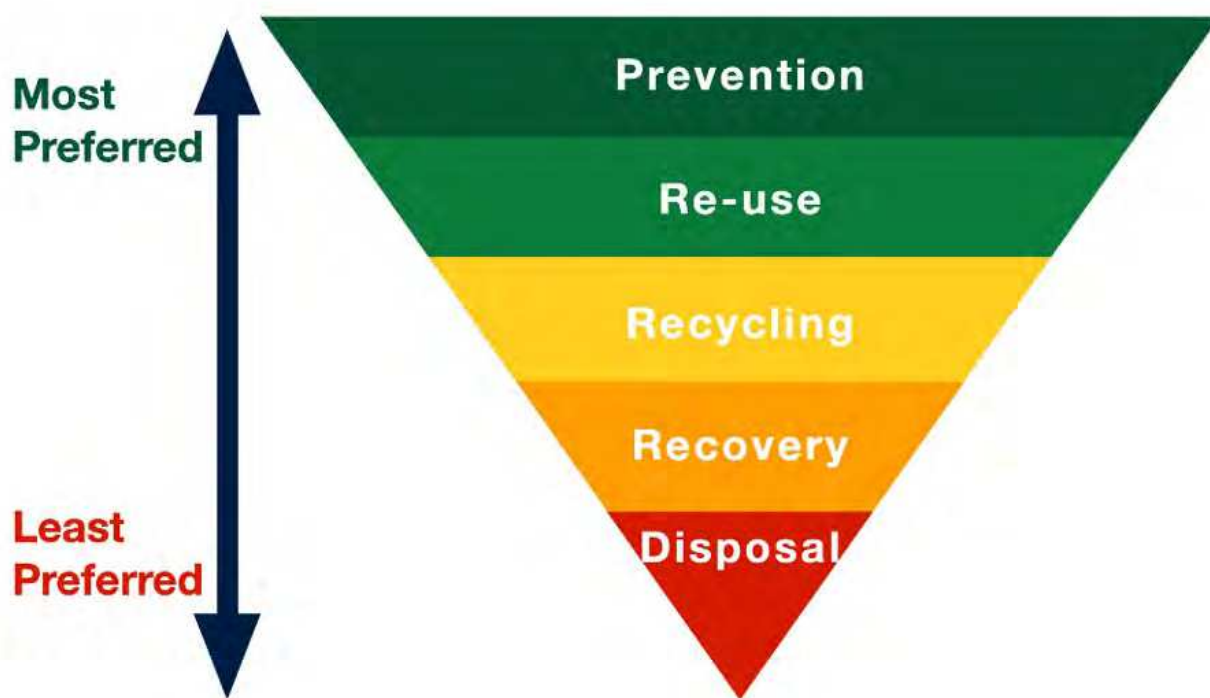 Most
Preferred
Prevention
Re-use
Recycling
Recovery
Disposal
Least
Preferred